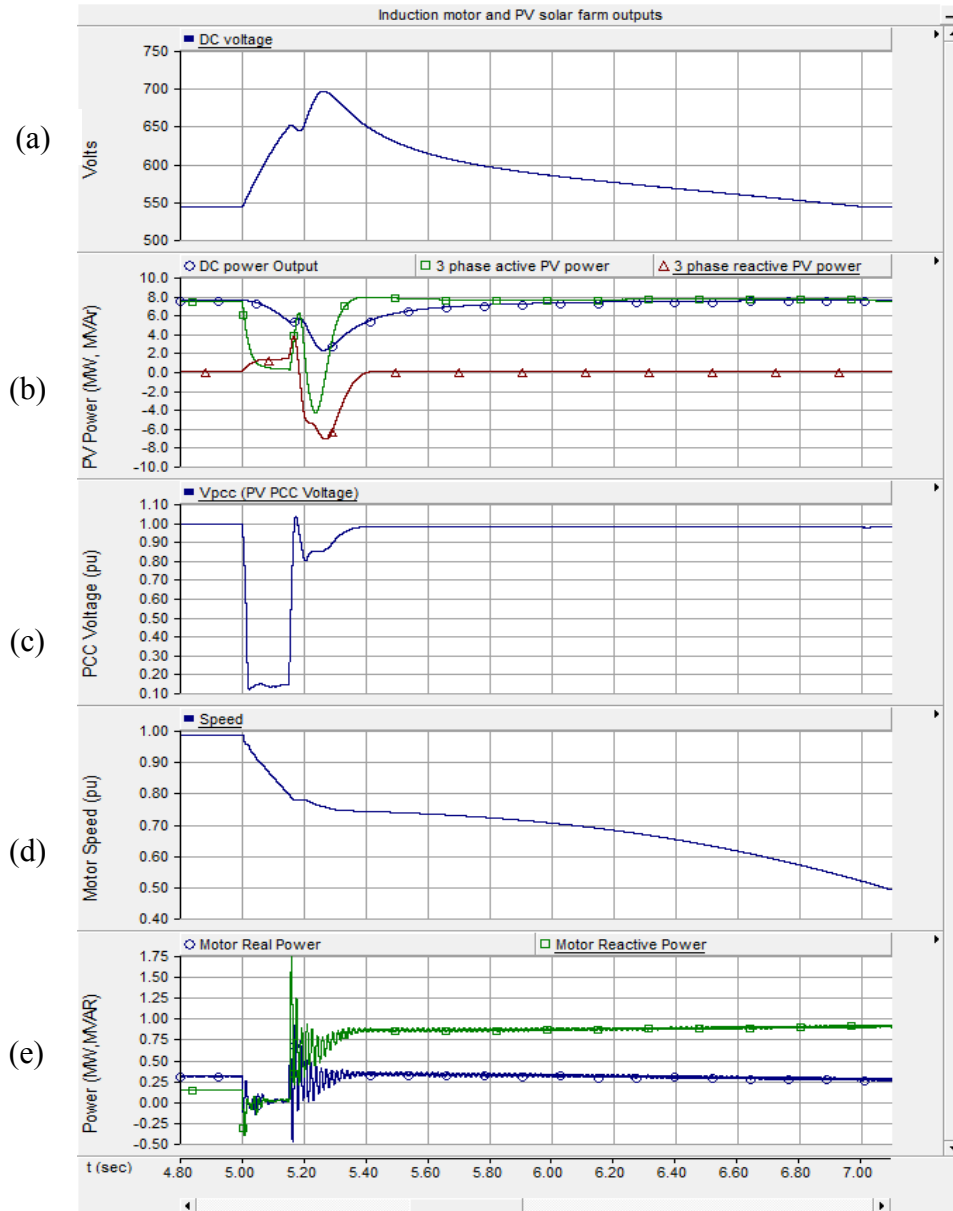 Induction motor and PV solar farm outputs
DC voltage
(a)
Volts
750
700
650
600
550
500
DC power Output
3 phase active PV power
3 phase reactive PV power
(b)
PV Power (MW, MVAr)
10.0
8.0
6.0
4.0
2.0
0.0
-2.0
-4.0
-6.0
-8.0
-10.0
Vpcc (PV PCC Voltage)
(c)
PCC Voltage (pu)
1.10
1.00
0.90
0.80
0.70
0.60
0.50
0.40
0.30
0.20
0.10
Speed
(d)
Motor Speed (pu)
1.00
0.90
0.80
0.70
0.60
0.50
0.40
Motor Real Power
Motor Reactive Power
(e)
Power (MW,MVAR)
1.75
1.50
1.25
1.00
0.75
0.50
0.25
0.00
-0.25
-0.50
t (sec)
4.80 5.00 5.20 5.40 5.60 5.80 6.00 6.20 6.40 6.60 6.80 7.00